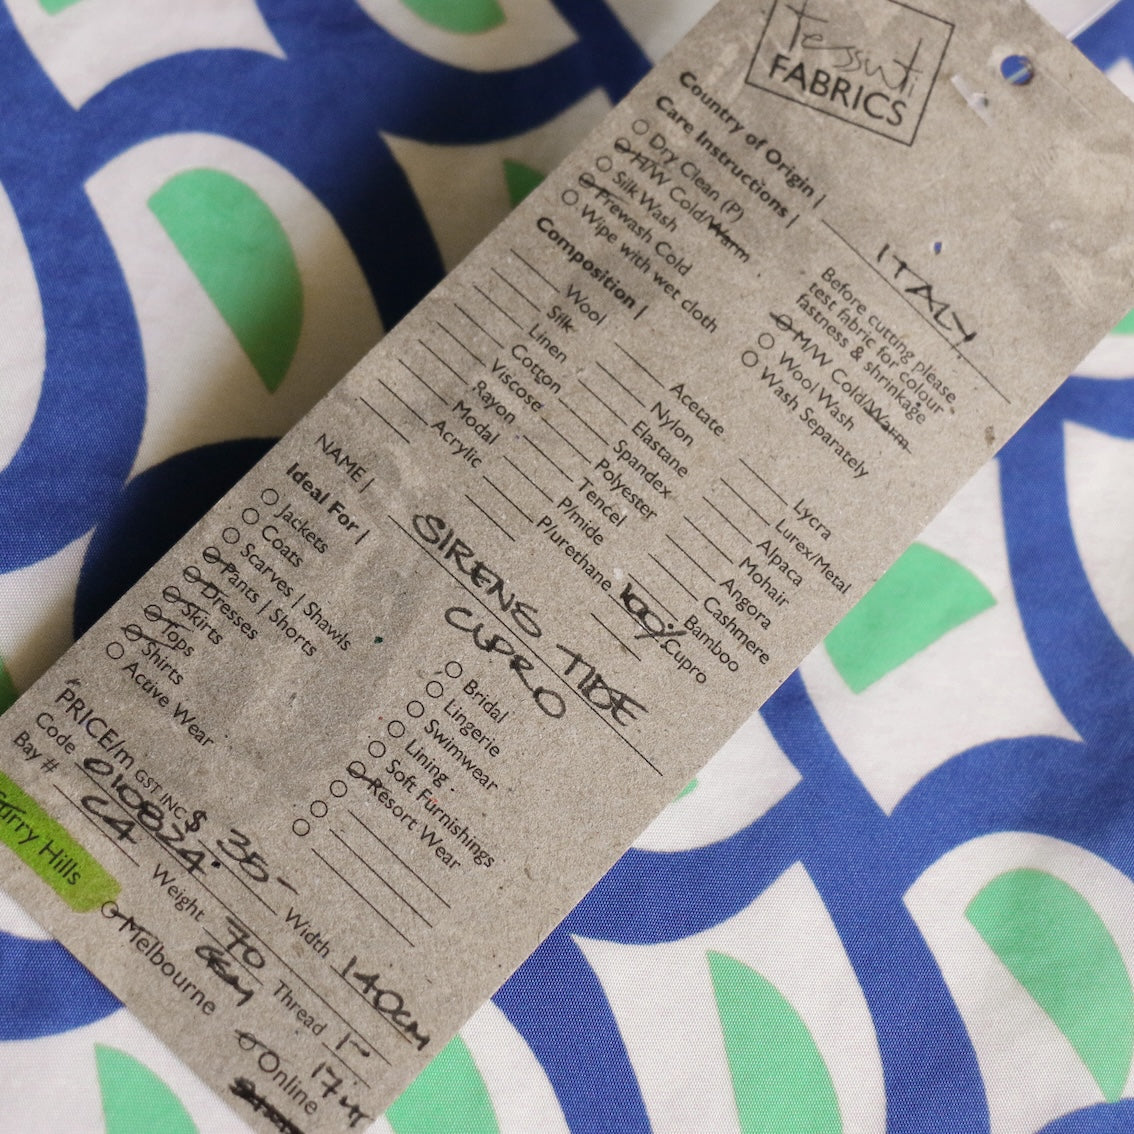 Tessuti
FABRICS
Country of Origin | ITALY
Care Instructions |
Dry Clean (P)
H/W Cold/Warm
Silk Wash
Prewash Cold
Wipe with wet cloth
Before cutting please
test fabric for colour
fastness & shrinkage
M/W Cold/Warm
Wool Wash
Wash Separately
Composition |
Wool
Silk
Linen
Cotton
Viscose
Rayon
Modal
Acrylic
Acetate
Nylon
Elastane
Spandex
Polyester
Tencel
P/mide
P/urethane
Lycra
Lurex/Metal
Alpaca
Mohair
Angora
Cashmere
Bamboo
100% Cupro
NAME | SIRENS TIDE
CUPRO
Ideal For |
Jackets
Coats
Scarves | Shawls
Pants | Shorts
Dresses
Skirts
Tops
Shirts
Active Wear
Bridal
Lingerie
Swimwear
Lining
Soft Furnishings
Resort Wear
PRICE/m GST INC $ 35-
Code 010824
Bay # C4
Width 140cm
Weight 70
Thread 1-
17
Surry Hills
Melbourne
Online